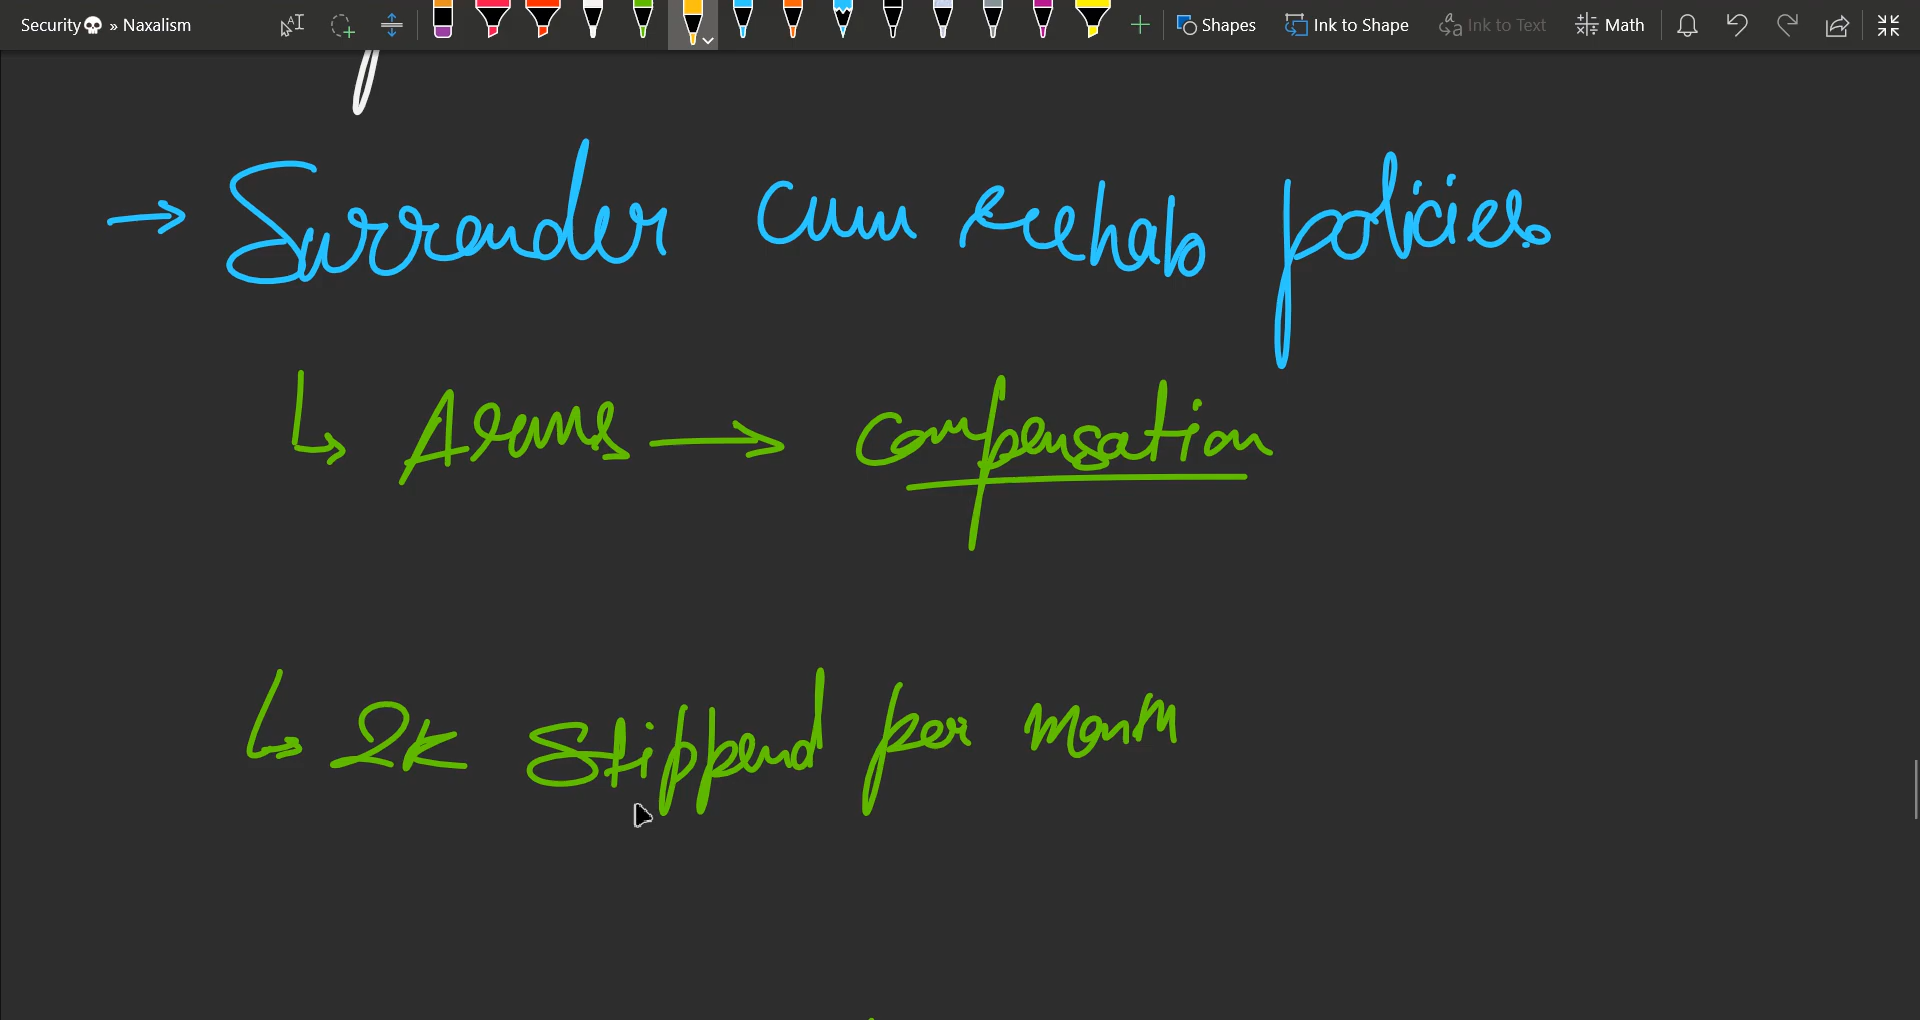 Security💀 » Naxalism
Shapes Ink to Shape Ink to Text Math
→ Surrender cum rehab policies
↳ Arms → Compensation
↳ 2K stippend per month